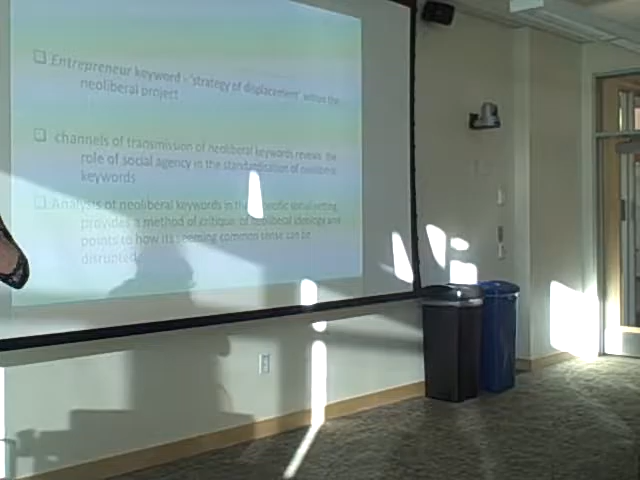 ❑ Entrepreneur keyword - 'strategy of displacement' within the
neoliberal project
❑ channels of transmission of neoliberal keywords reveals the
role of social agency in the standardisation of neoliberal
keywords
❑ Analysis of neoliberal keywords in setting
provides a method of critique of neoliberal ideology and
points to how its seeming common sense can be
disrupted